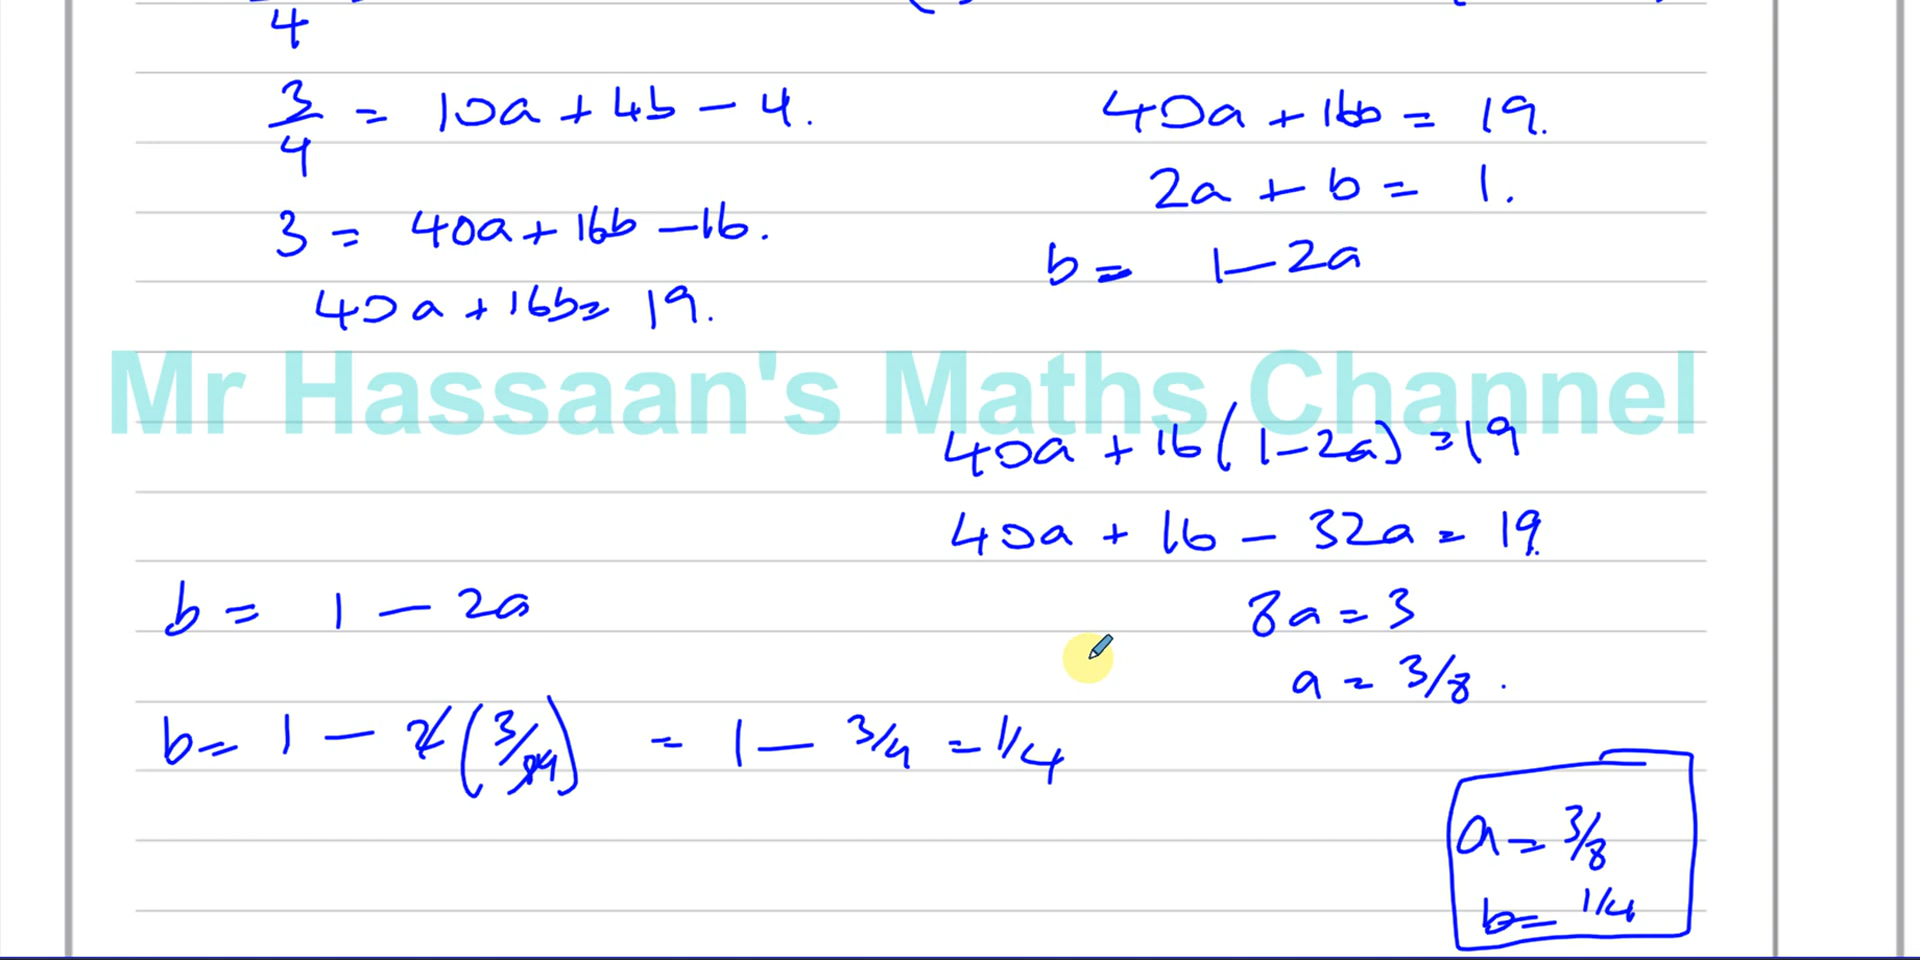 4
3/4 = 10a + 4b - 4.
3 = 40a + 16b - 16.
40a + 16b = 19.
40a + 16b = 19.
2a + b = 1.
b = 1 - 2a
Mr Hassaan's Maths Channel
40a + 16(1 - 2a) = 19
40a + 16 - 32a = 19.
8a = 3
a = 3/8.
b = 1 - 2a
b = 1 - 2(3/84) = 1 - 3/4 = 1/4
a = 3/8
b = 1/4